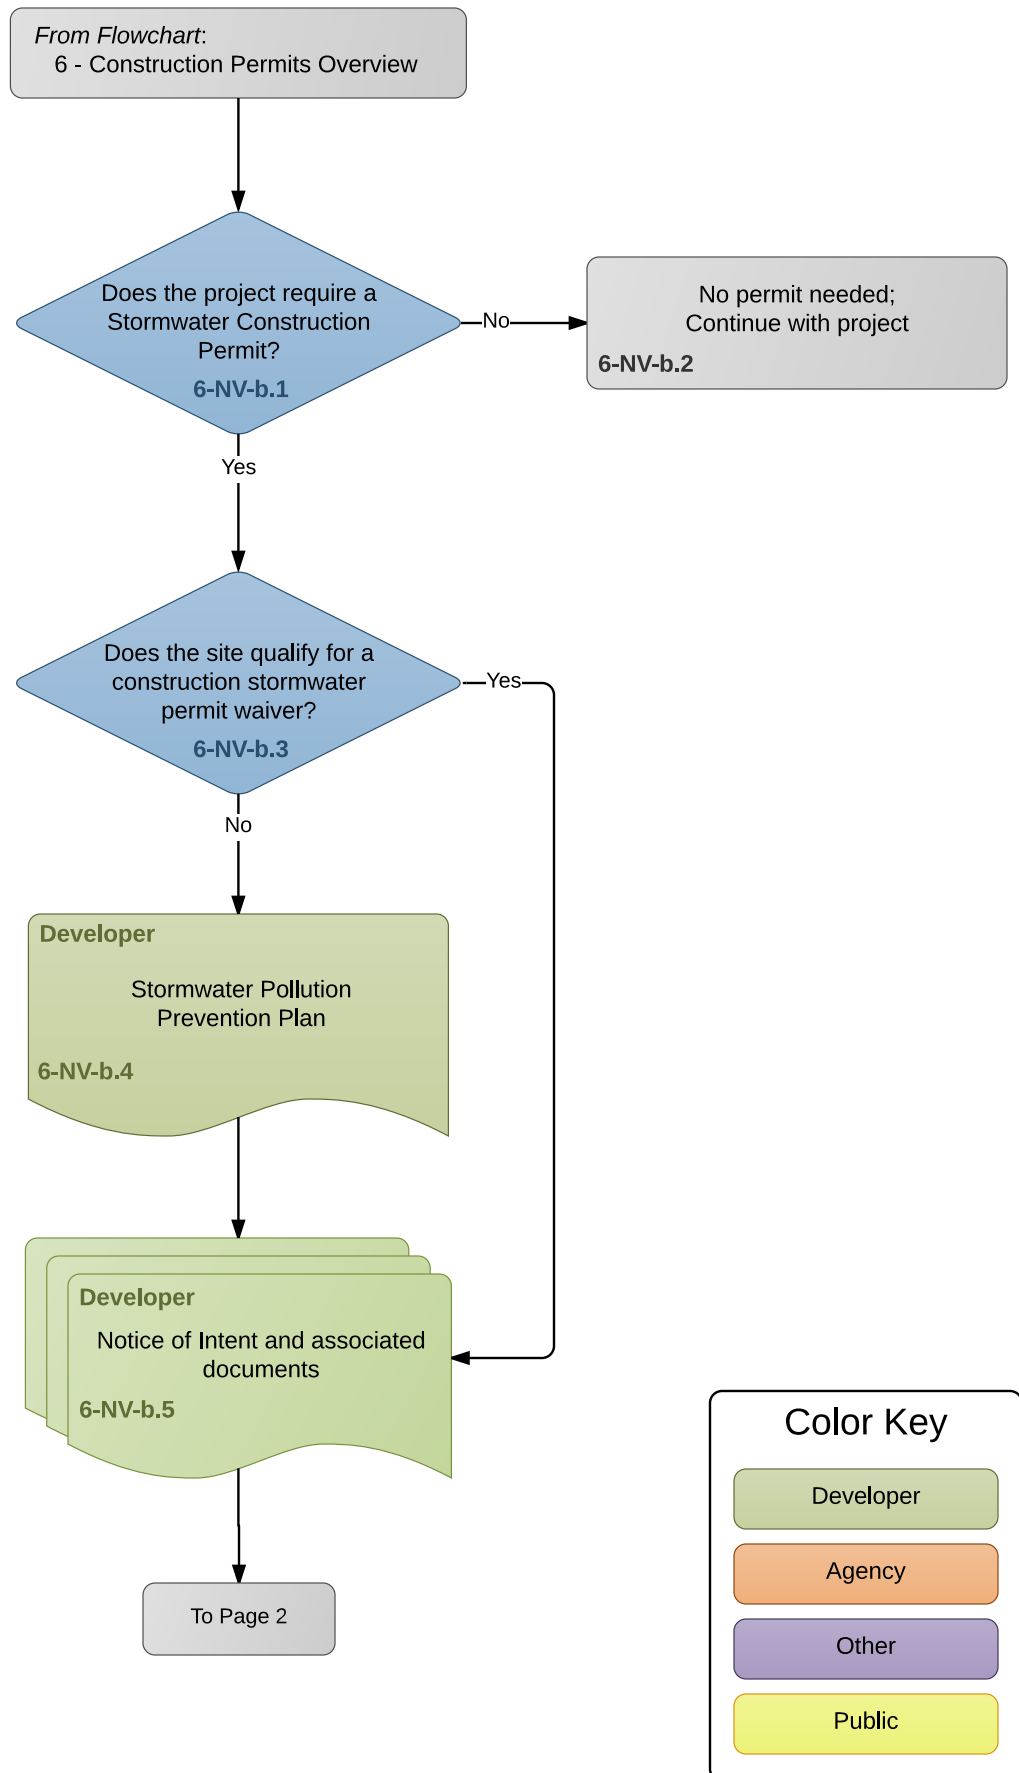 From Flowchart:
6 - Construction Permits Overview
Does the project require a
Stormwater Construction
Permit?
6-NV-b.1
No
No permit needed;
Continue with project
6-NV-b.2
Yes
Does the site qualify for a
construction stormwater
permit waiver?
6-NV-b.3
Yes
No
Developer
Stormwater Pollution
Prevention Plan
6-NV-b.4
Developer
Notice of Intent and associated
documents
6-NV-b.5
To Page 2
Color Key
Developer
Agency
Other
Public